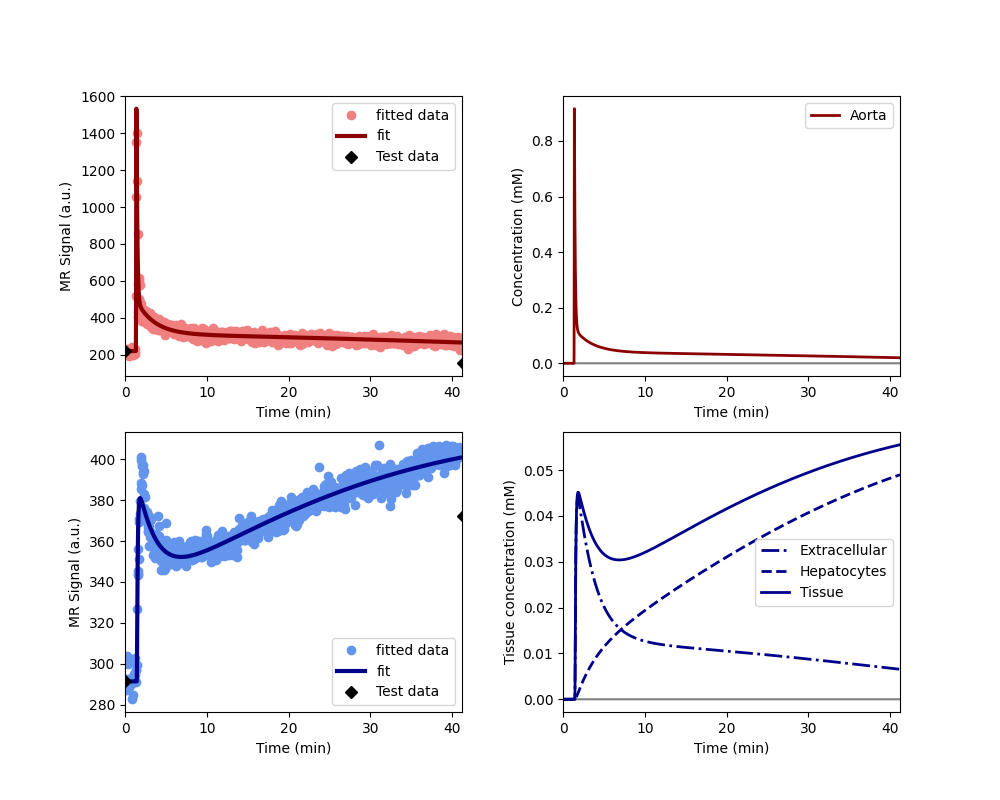 1600
1400
1200
1000
800
600
400
200
MR Signal (a.u.)
fitted data
fit
Test data
0 10 20 30 40
Time (min)
0.8
0.6
0.4
0.2
0.0
Concentration (mM)
Aorta
0 10 20 30 40
Time (min)
400
380
360
340
320
300
280
MR Signal (a.u.)
fitted data
fit
Test data
0 10 20 30 40
Time (min)
0.05
0.04
0.03
0.02
0.01
0.00
Tissue concentration (mM)
Extracellular
Hepatocytes
Tissue
0 10 20 30 40
Time (min)